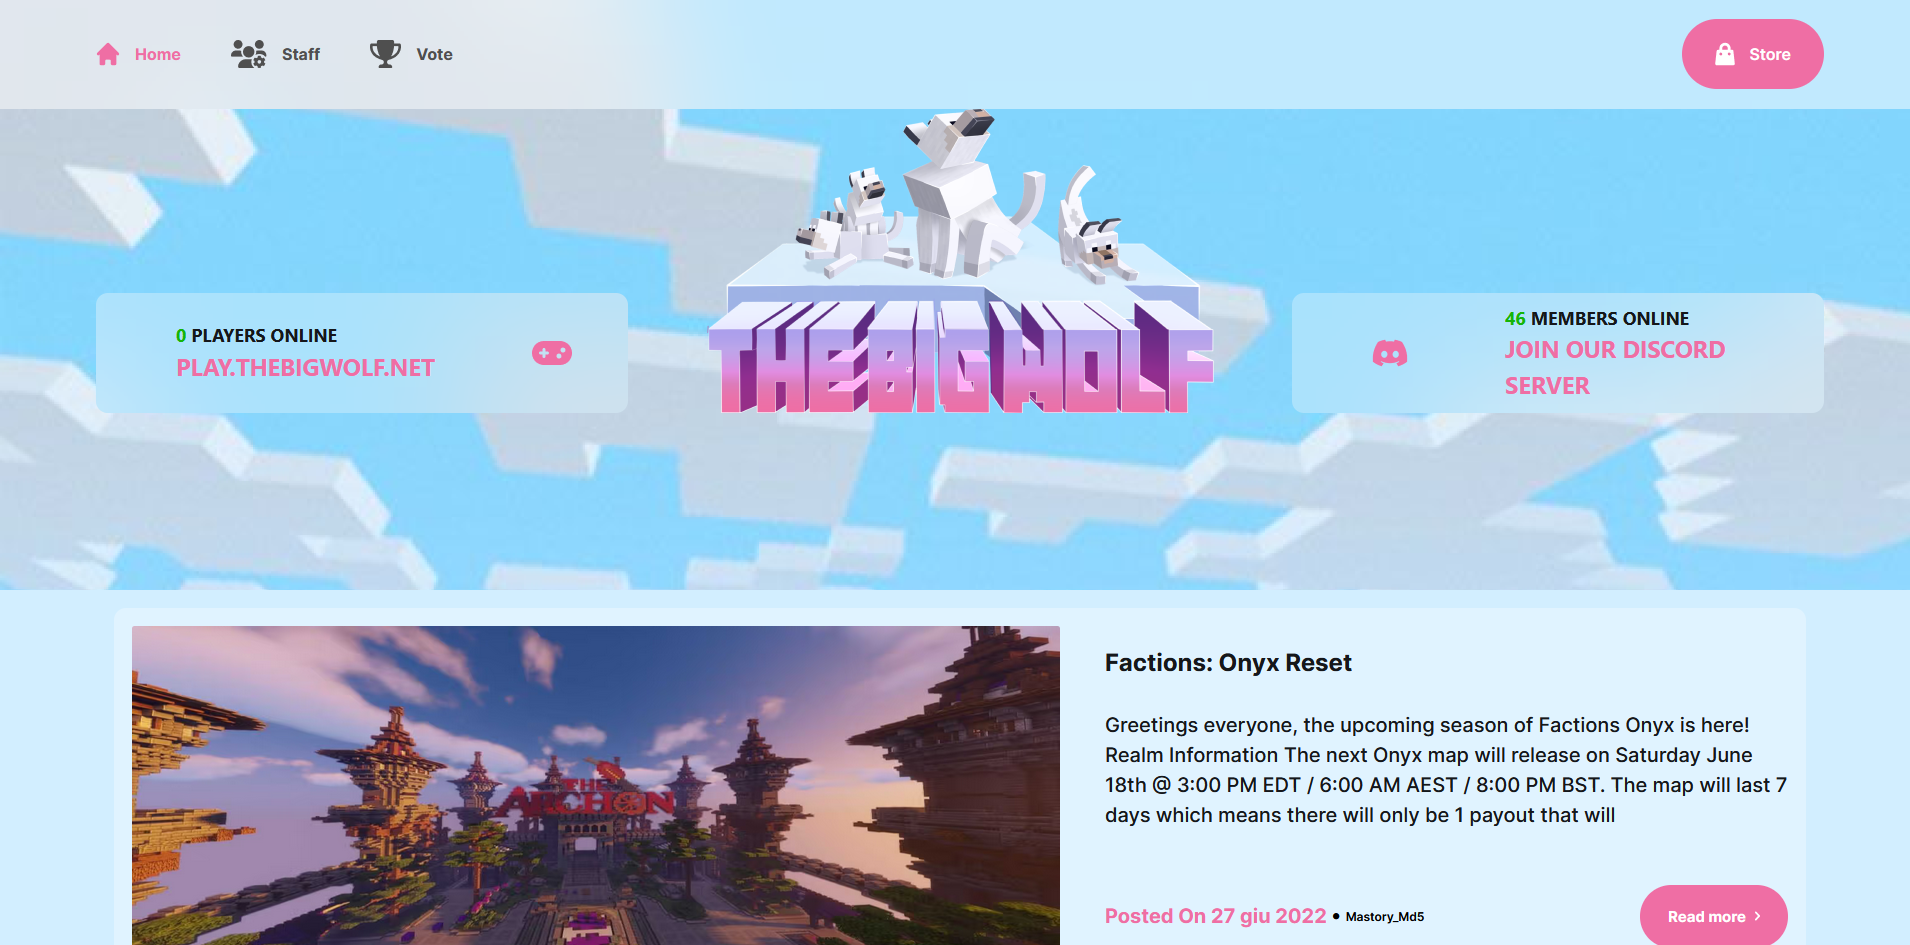 Home
Staff
Vote
Store
0 PLAYERS ONLINE
PLAY.THEBIGWOLF.NET
THEBIGWOLF
46 MEMBERS ONLINE
JOIN OUR DISCORD
SERVER
THE
ARCHON
Factions: Onyx Reset
Greetings everyone, the upcoming season of Factions Onyx is here!
Realm Information The next Onyx map will release on Saturday June
18th @ 3:00 PM EDT / 6:00 AM AEST / 8:00 PM BST. The map will last 7
days which means there will only be 1 payout that will
Posted On 27 giu 2022 • Mastory_Md5
Read more